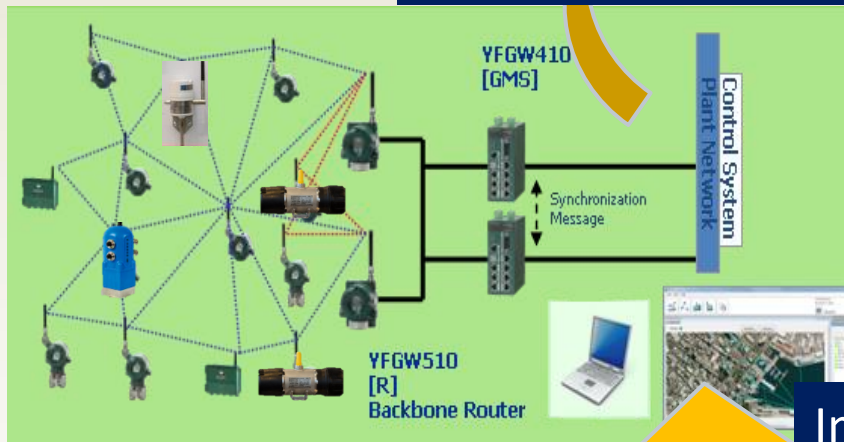 YFGW410
[GMS]
Control System
Plant Network
Synchronization
Message
YFGW510
[R]
Backbone Router
In